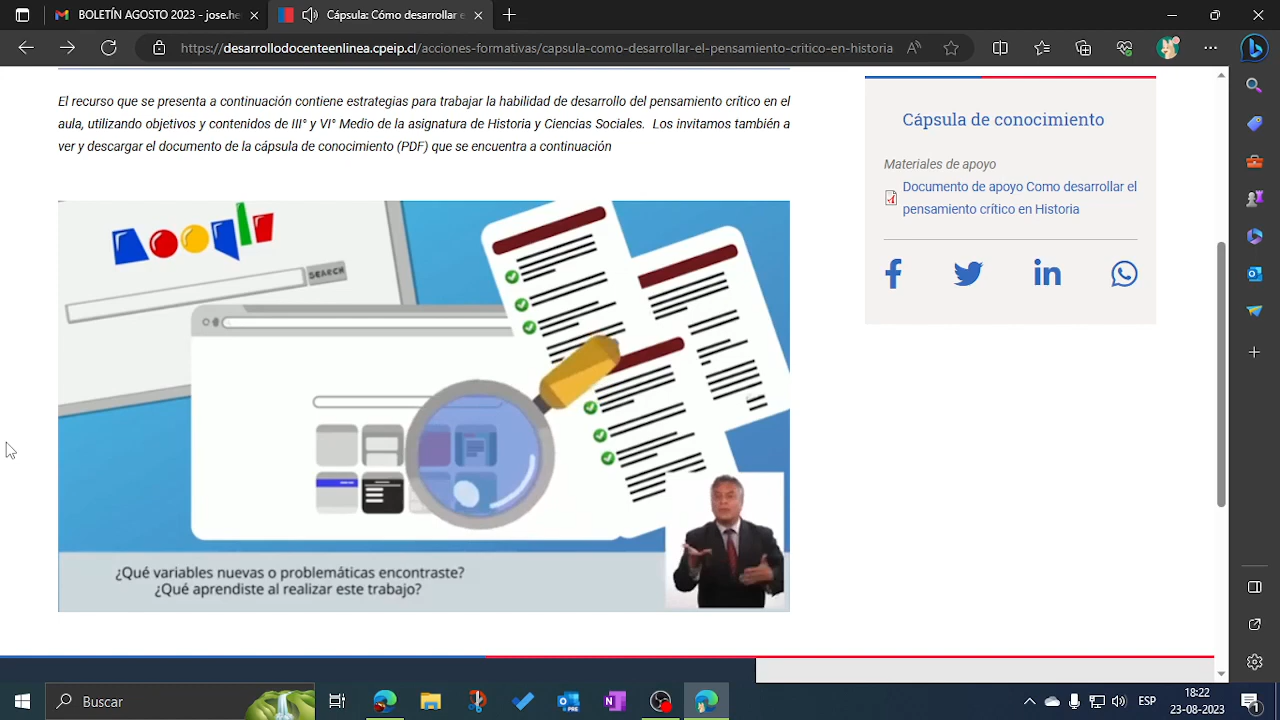 BOLETÍN AGOSTO 2023 - jose.he
Cápsula de conocimiento e
https://desarrollodocenteenlinea.cpeip.cl/acciones-formativas/capsula-como-desarrollar-el-pensamiento-critico-en-historia
El recurso que se presenta a continuación contiene estrategias para trabajar la habilidad de desarrollo del pensamiento crítico en el
aula, utilizando objetivos y contenidos de III° y VI° Medio de la asignatura de Historia y Ciencias Sociales. Los invitamos también a
ver y descargar el documento de la cápsula de conocimiento (PDF) que se encuentra a continuación
Cápsula de conocimiento
Materiales de apoyo
Documento de apoyo Como desarrollar el
pensamiento crítico en Historia
SEARCH
¿Qué variables nuevas o problemáticas encontraste?
¿Qué aprendiste al realizar este trabajo?
Buscar
ESP
18:22
23-08-2023